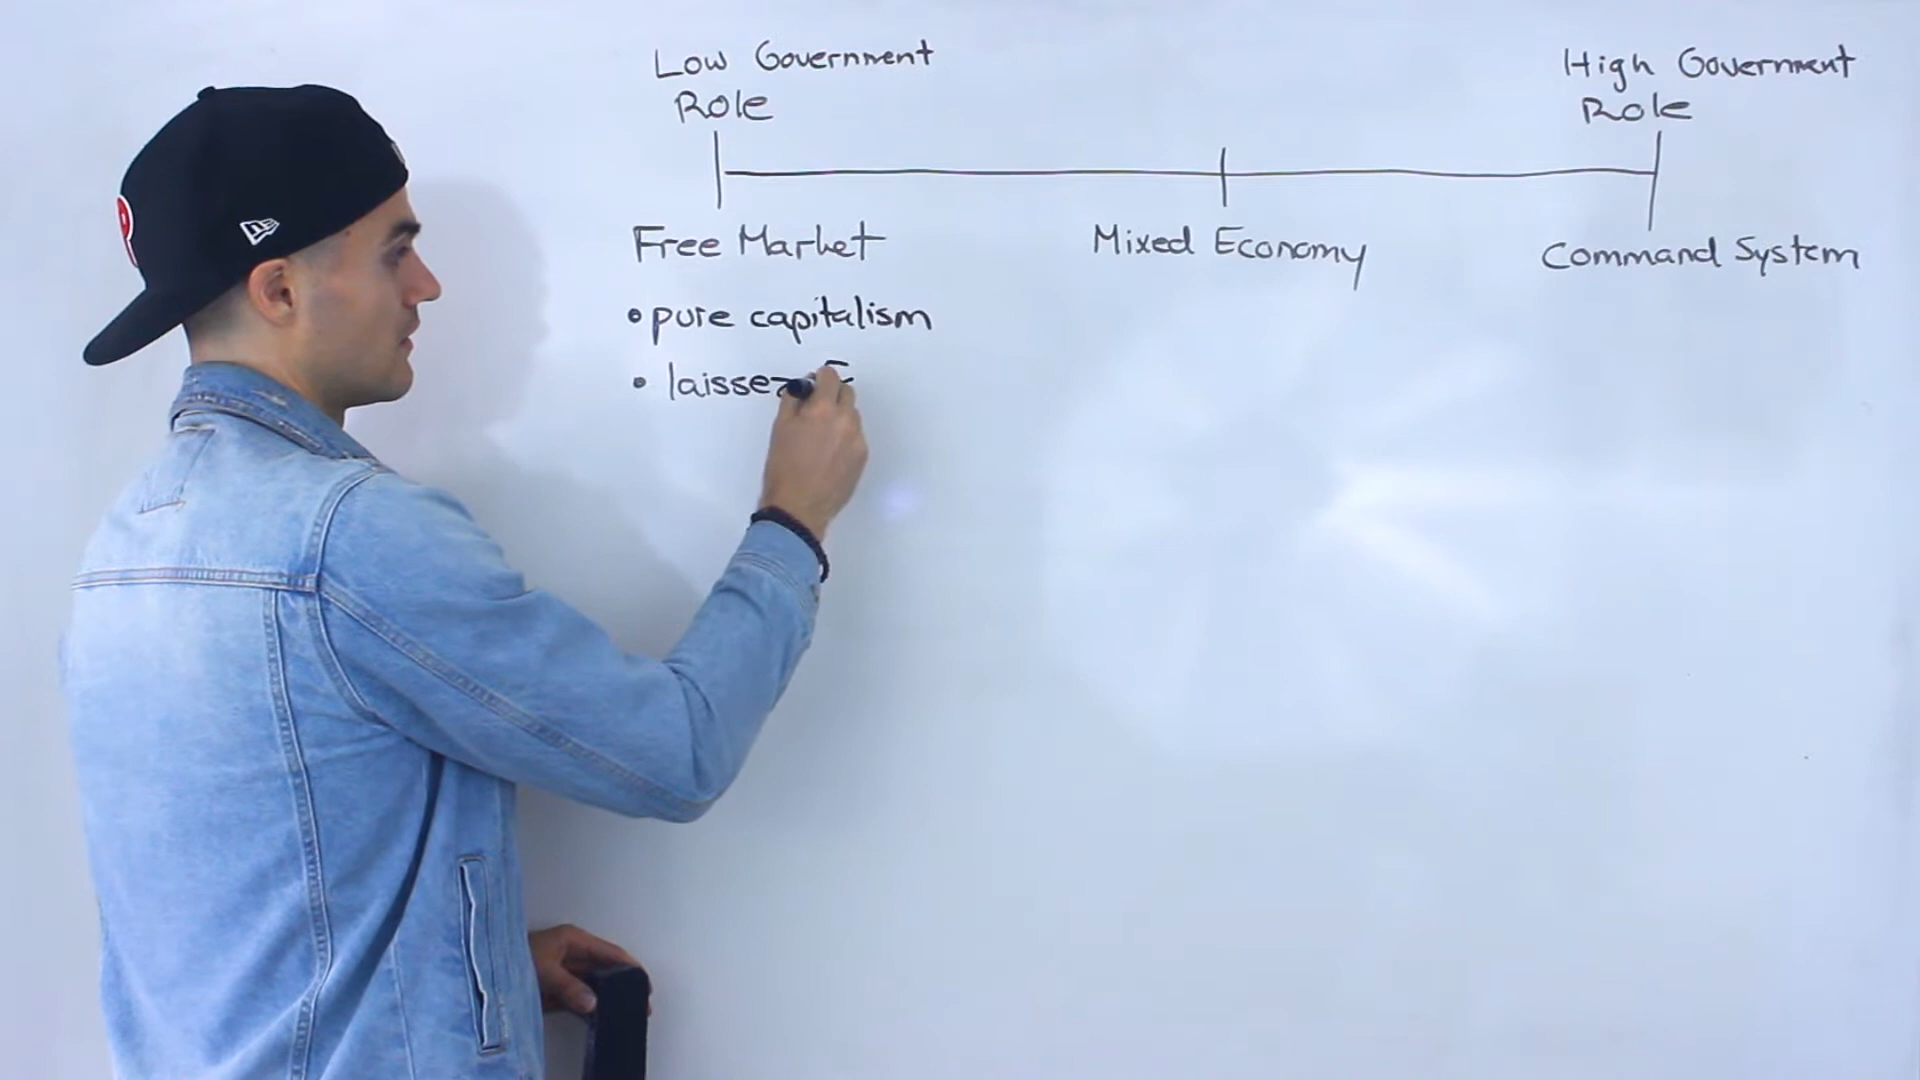 Low Government
Role
High Government
Role
Free Market
Mixed Economy
Command System
• pure capitalism
• laissez f
P